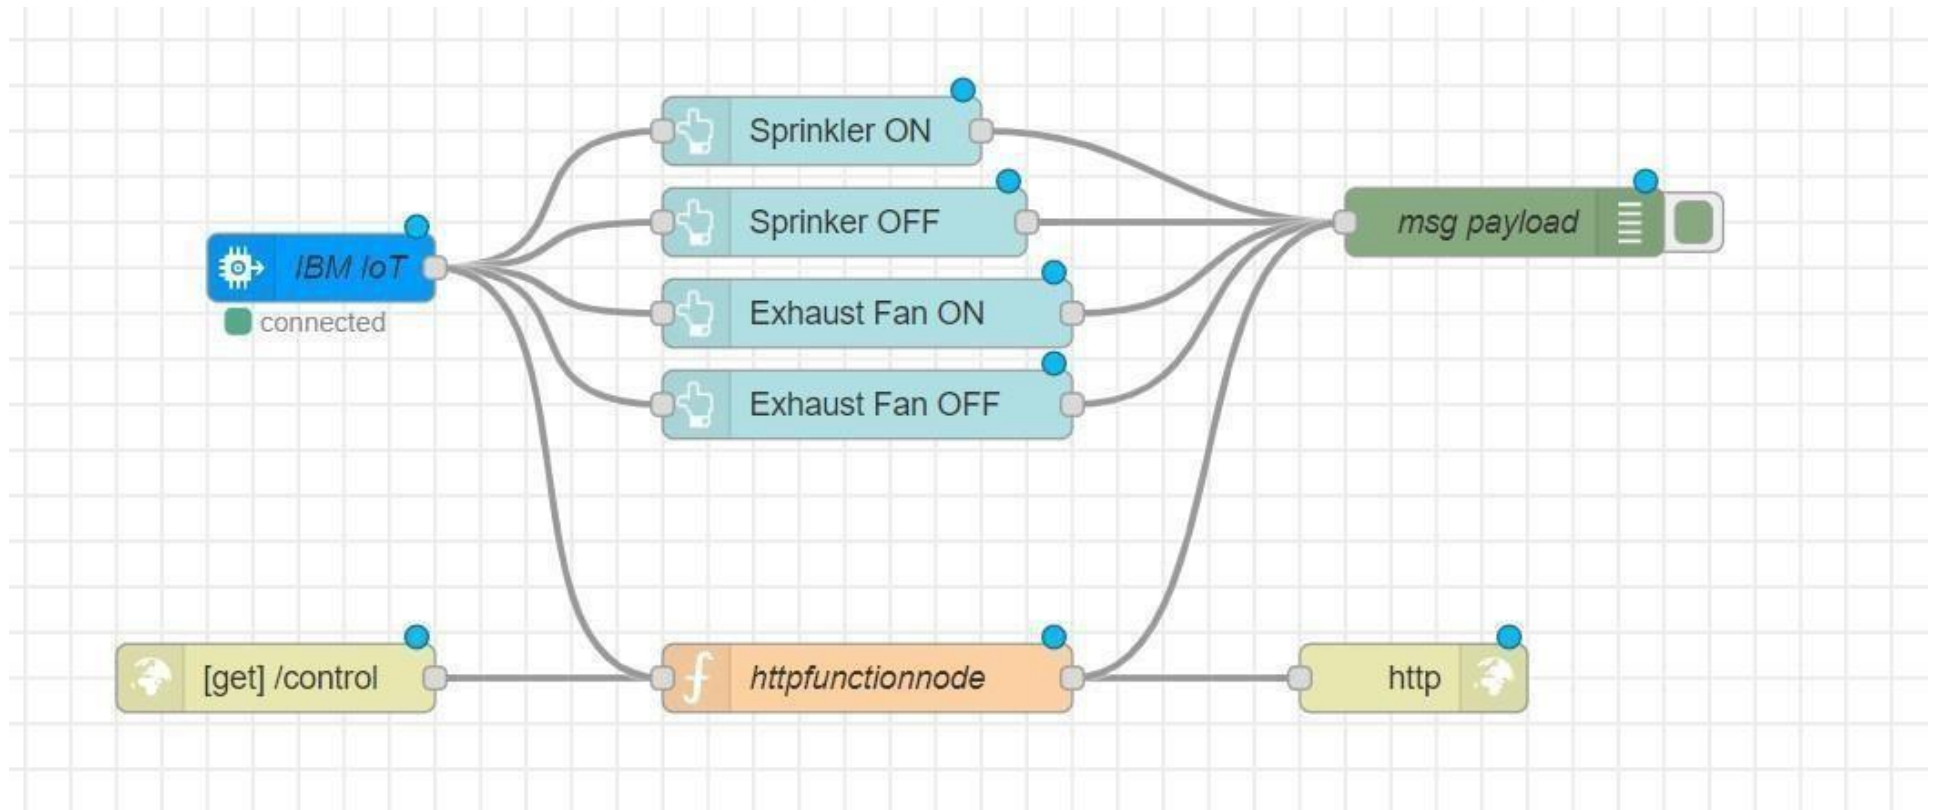 Sprinkler ON
Sprinker OFF
msg payload
IBM IoT
connected
Exhaust Fan ON
Exhaust Fan OFF
[get] /control
httpfunctionnode
http